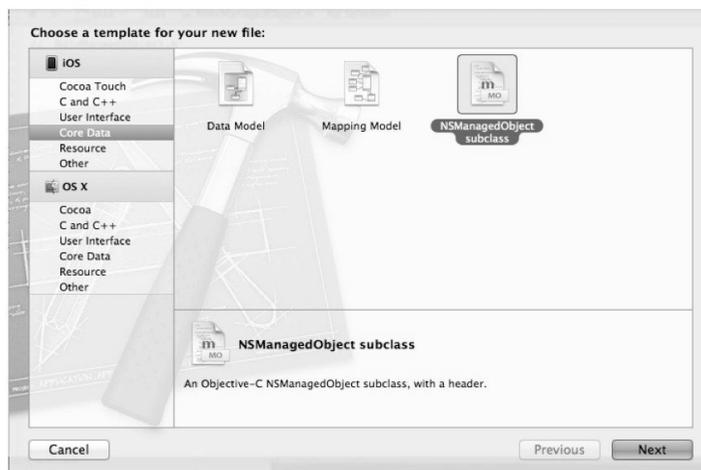 Choose a template for your new file:
iOS
Cocoa Touch
C and C++
User Interface
Core Data
Resource
Other
OS X
Cocoa
C and C++
User Interface
Core Data
Resource
Other
Data Model
Mapping Model
m
MO
NSManagedObject
subclass
m
MO
NSManagedObject subclass
An Objective-C NSManagedObject subclass, with a header.
Cancel
Previous
Next